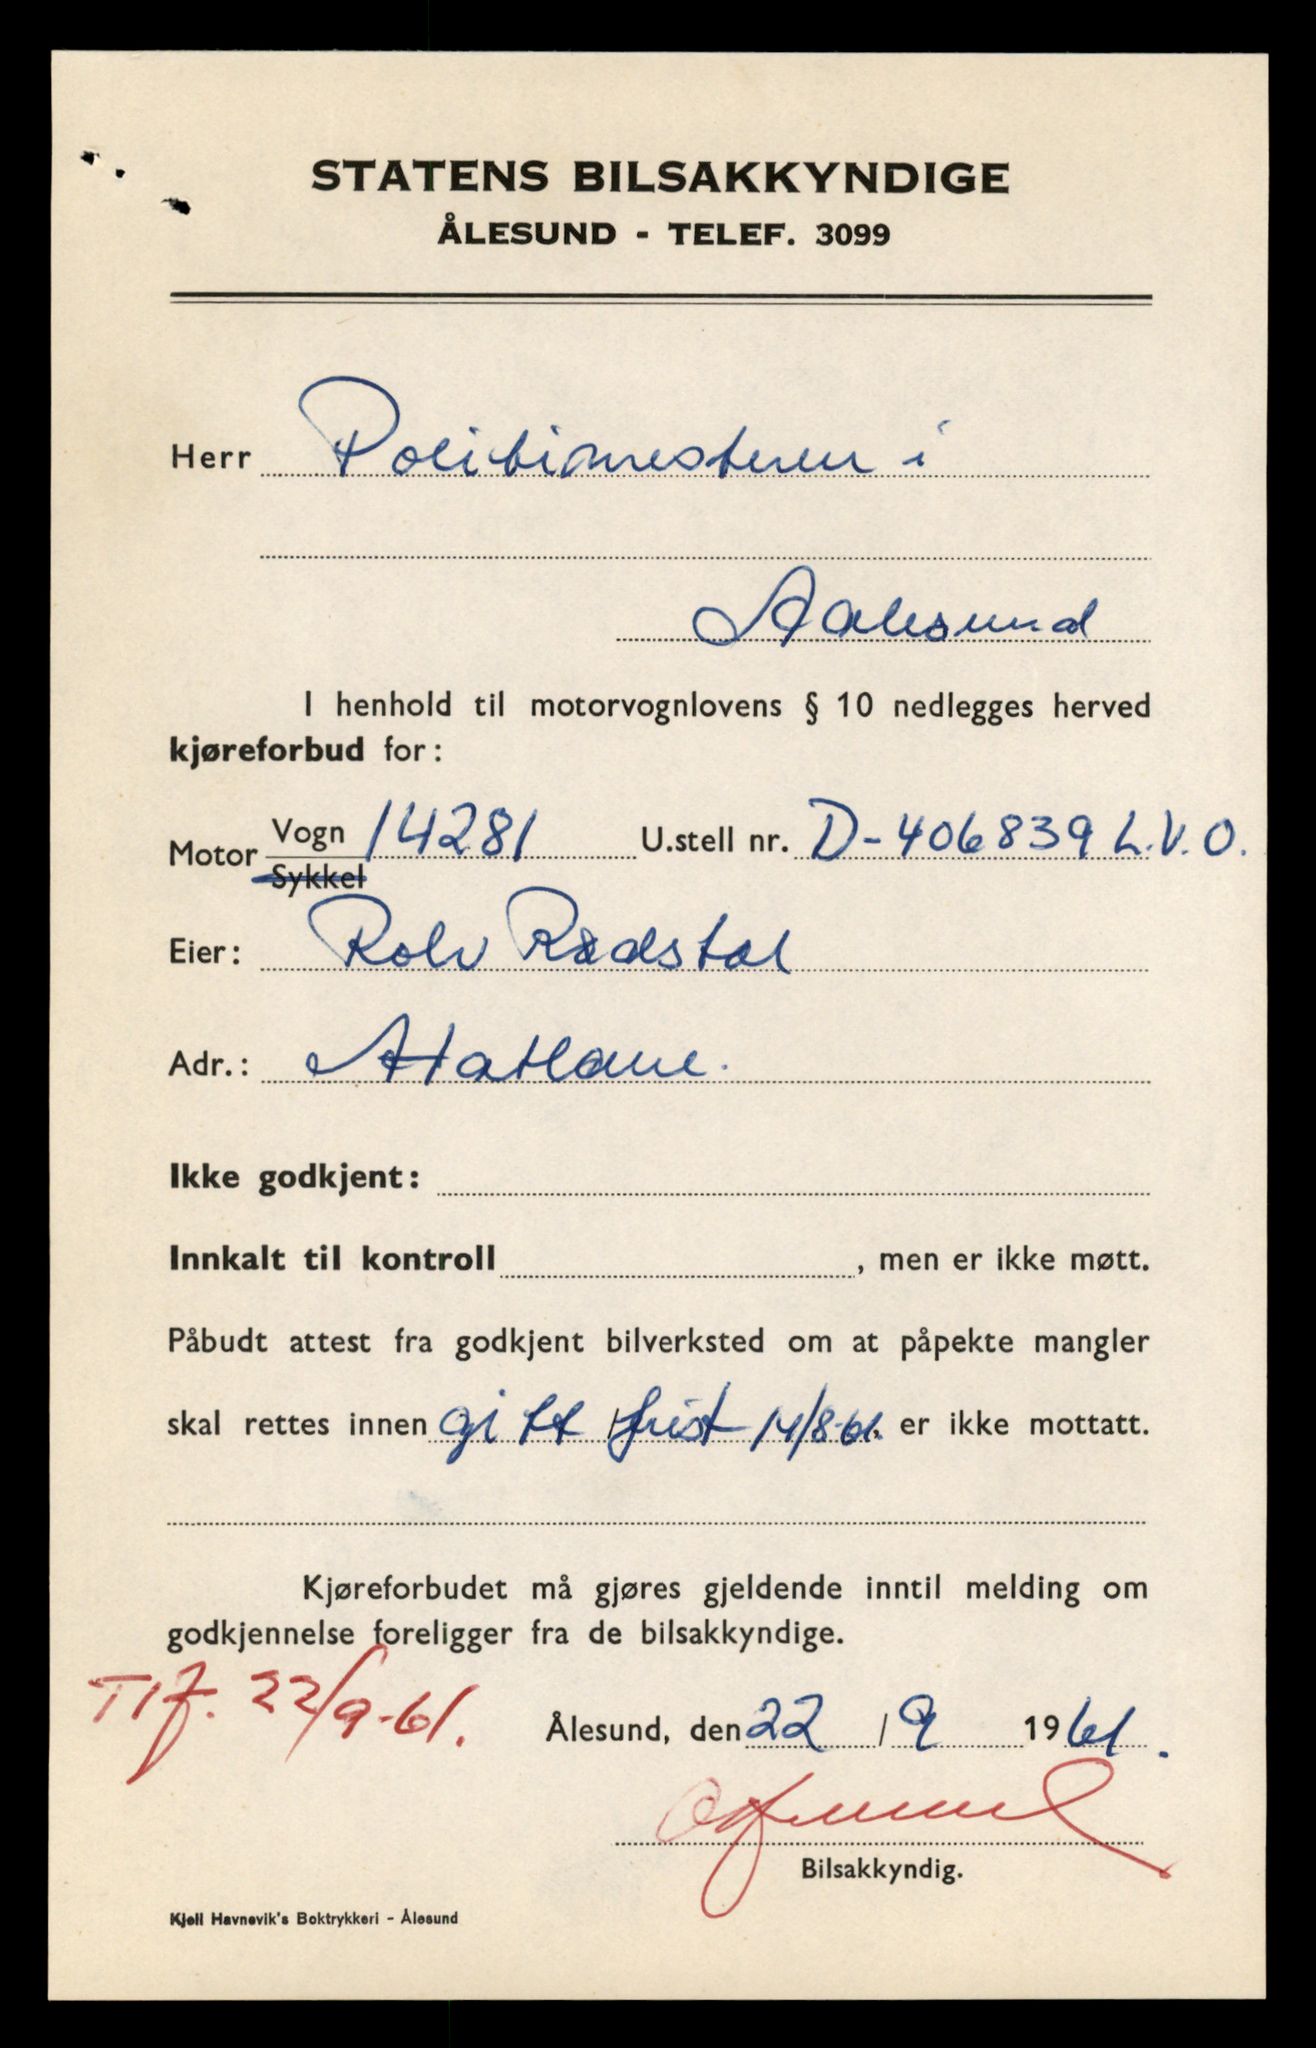 STATENS BILSAKKYNDIGE
ÅLESUND - TELEF. 3099
Herr Politimesteren i
Aalesund
I henhold til motorvognlovens § 10 nedlegges herved
kjøreforbud for:
Motor Vogn 14281 U.stell nr. D-406839 L.V.O.
Sykkel
Eier: Rolv Rødstøl
Adr.: Hatlane.
Ikke godkjent:
Innkalt til kontroll , men er ikke møtt.
Påbudt attest fra godkjent bilverksted om at påpekte mangler
skal rettes innen gitt frist 14/8-61. er ikke mottatt.
Kjøreforbudet må gjøres gjeldende inntil melding om
godkjennelse foreligger fra de bilsakkyndige.
Tlf. 22/9-61.
Ålesund, den 22 / 9 1961.
Bilsakkyndig.
Kjell Havnevik's Boktrykkeri - Ålesund